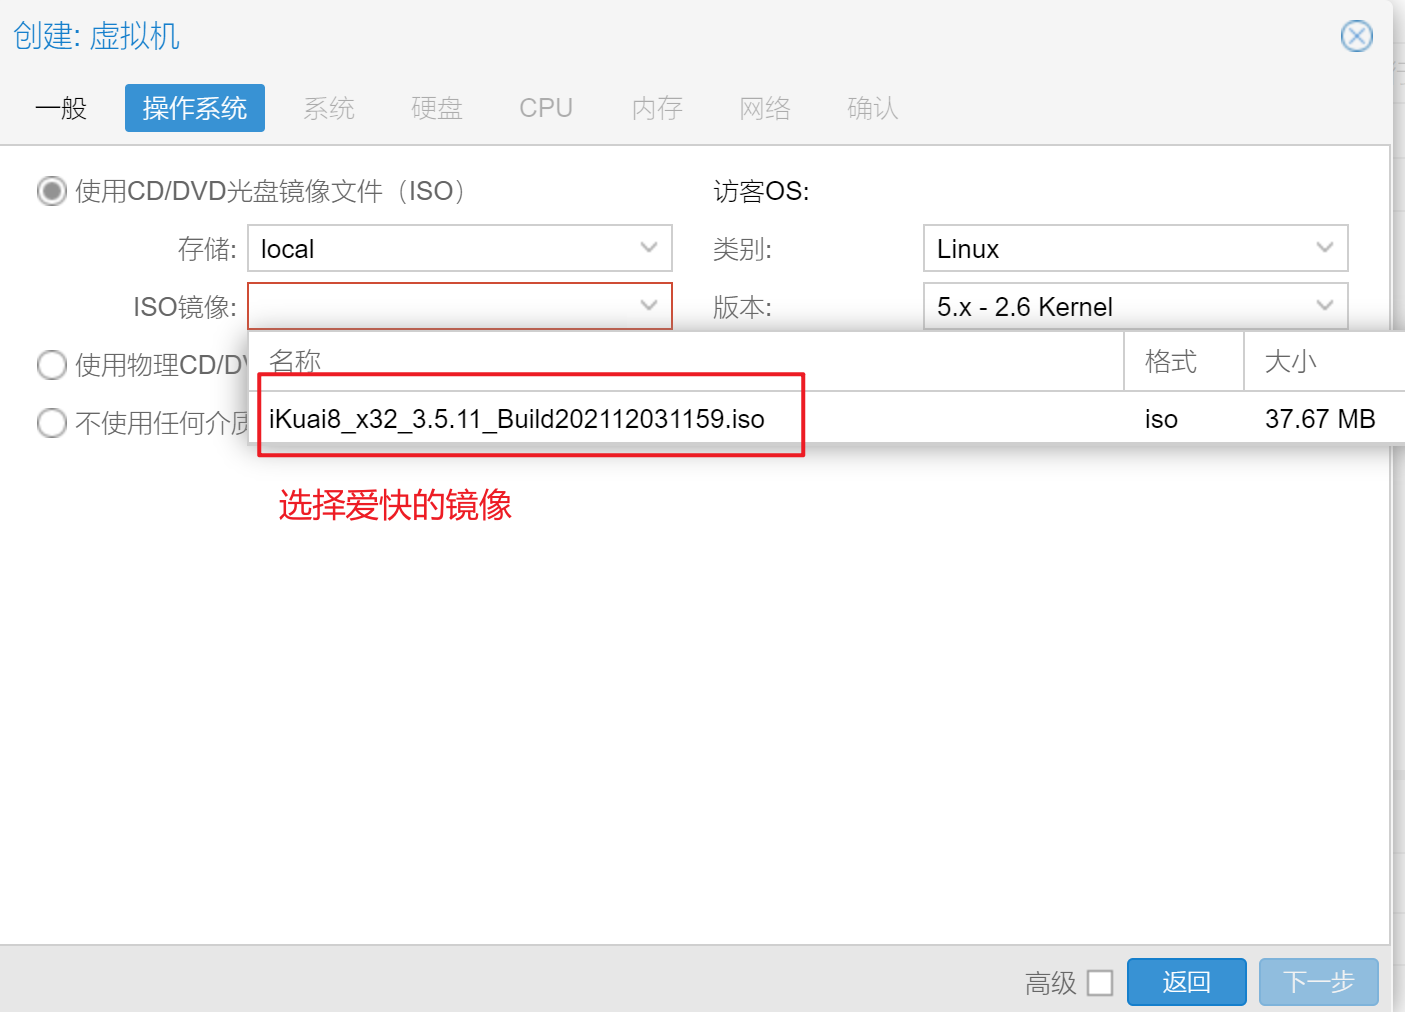 创建: 虚拟机
一般 操作系统 系统 硬盘 CPU 内存 网络 确认
使用CD/DVD光盘镜像文件（ISO） 访客OS:
存储: local 类别: Linux
ISO镜像: 版本: 5.x - 2.6 Kernel
使用物理CD/DV 名称 格式 大小
不使用任何介质 iKuai8_x32_3.5.11_Build202112031159.iso iso 37.67 MB
选择爱快的镜像
高级 返回 下一步